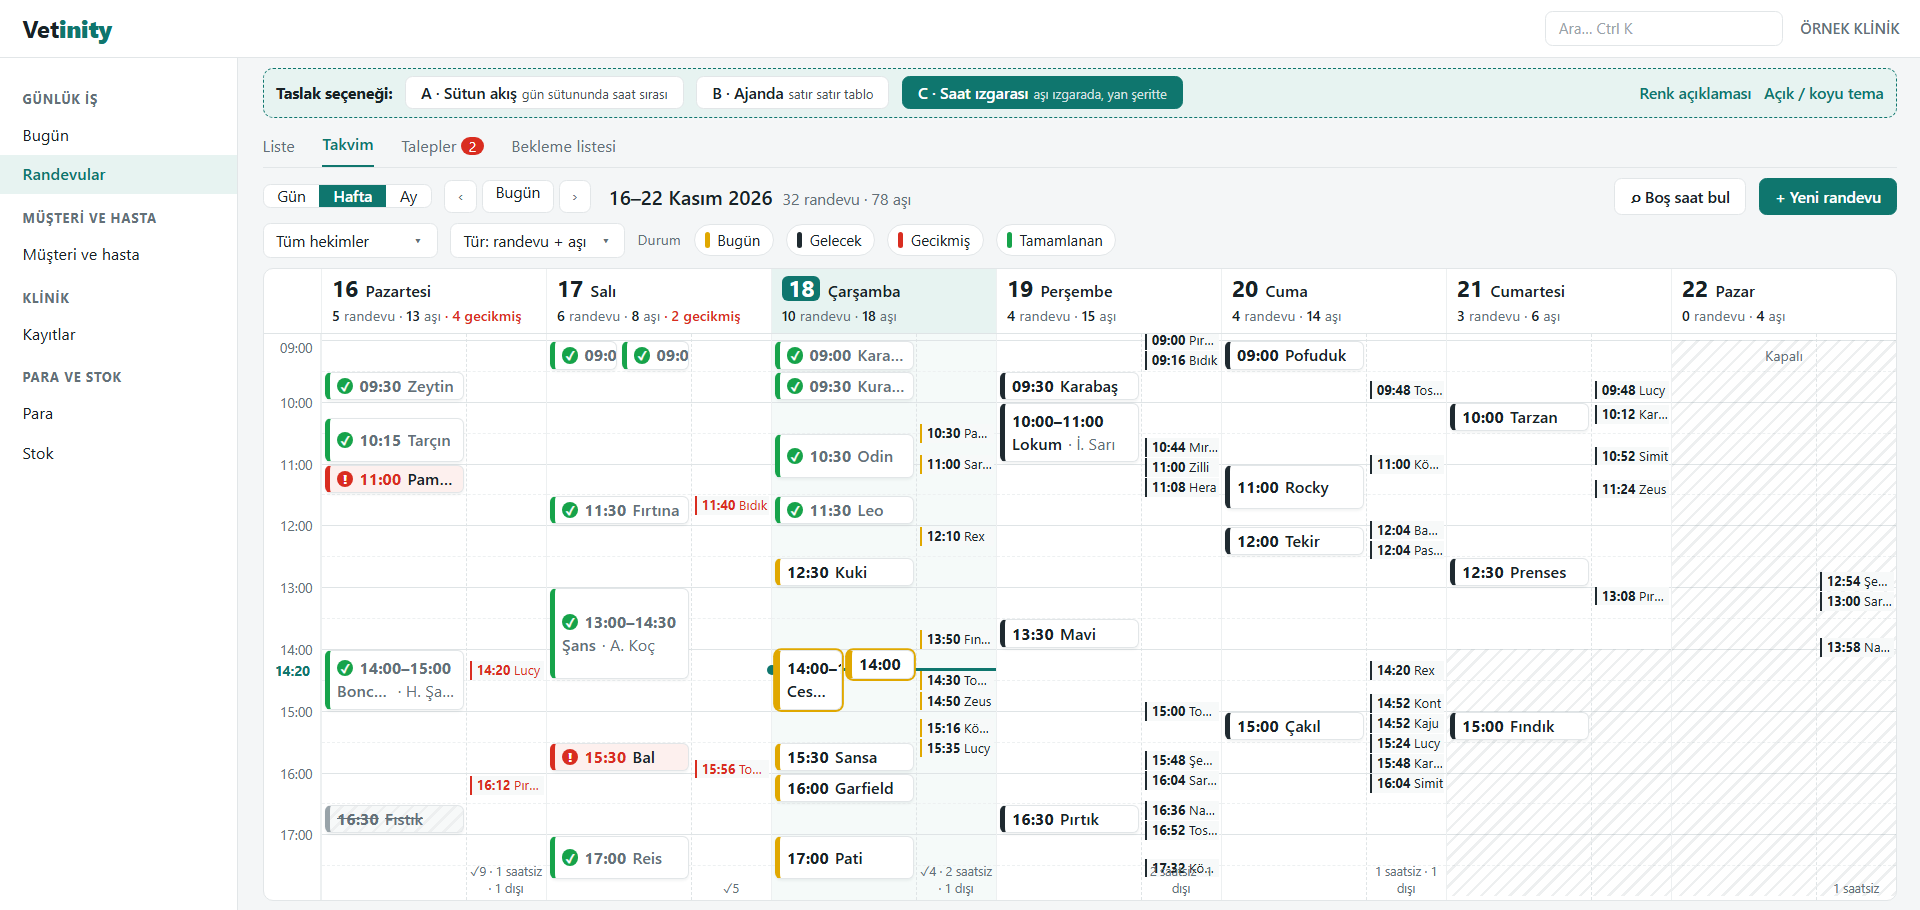 Vetinity
Ara... Ctrl K
ÖRNEK KLİNİK
GÜNLÜK İŞ
Bugün
Randevular
MÜŞTERİ VE HASTA
Müşteri ve hasta
KLİNİK
Kayıtlar
PARA VE STOK
Para
Stok
Taslak seçeneği:
A · Sütun akış gün sütununda saat sırası
B · Ajanda satır satır tablo
C · Saat ızgarası aşı ızgarada, yan şeritte
Renk açıklaması
Açık / koyu tema
Liste
Takvim
Talepler 2
Bekleme listesi
Gün
Hafta
Ay
‹
Bugün
›
16–22 Kasım 2026
32 randevu · 78 aşı
Boş saat bul
+ Yeni randevu
Tüm hekimler
Tür: randevu + aşı
Durum
Bugün
Gelecek
Gecikmiş
Tamamlanan
16 Pazartesi
5 randevu · 13 aşı · 4 gecikmiş
17 Salı
6 randevu · 8 aşı · 2 gecikmiş
18 Çarşamba
10 randevu · 18 aşı
19 Perşembe
4 randevu · 15 aşı
20 Cuma
4 randevu · 14 aşı
21 Cumartesi
3 randevu · 6 aşı
22 Pazar
0 randevu · 4 aşı
09:00
10:00
11:00
12:00
13:00
14:00
14:20
15:00
16:00
17:00
09:30 Zeytin
10:15 Tarçın
11:00 Pam...
14:00–15:00
Bonc... · H. Şa...
16:30 Fıstık
14:20 Lucy
16:12 Pır...
✓9 · 1 saatsiz
· 1 dışı
09:0
09:0
11:30 Fırtına
13:00–14:30
Şans · A. Koç
15:30 Bal
17:00 Reis
11:40 Bıdık
15:56 To...
✓5
09:00 Kara...
09:30 Kura...
10:30 Odin
11:30 Leo
12:30 Kuki
14:00–
Ces...
14:00
15:30 Sansa
16:00 Garfield
17:00 Pati
10:30 Pa...
11:00 Sar...
12:10 Rex
13:50 Fın...
14:30 To...
14:50 Zeus
15:16 Kö...
15:35 Lucy
✓4 · 2 saatsiz
· 1 dışı
09:30 Karabaş
10:00–11:00
Lokum · İ. Sarı
13:30 Mavi
16:30 Pırtık
09:00 Pır...
09:16 Bıdık
10:44 Mır...
11:00 Zilli
11:08 Hera
15:00 To...
15:48 Şe...
16:04 Sar...
16:36 Na...
16:52 Tos...
17:32 Kö...
2 saatsiz · 1
dışı
09:00 Pofuduk
11:00 Rocky
12:00 Tekir
15:00 Çakıl
09:48 Tos...
11:00 Kö...
12:04 Ba...
12:04 Pas...
14:20 Rex
14:52 Kont
14:52 Kaju
15:24 Lucy
15:48 Kar...
16:04 Simit
1 saatsiz · 1
dışı
10:00 Tarzan
12:30 Prenses
15:00 Fındık
09:48 Lucy
10:12 Kar...
10:52 Simit
11:24 Zeus
13:08 Pır...
Kapalı
12:54 Şe...
13:00 Sar...
13:58 Na...
1 saatsiz